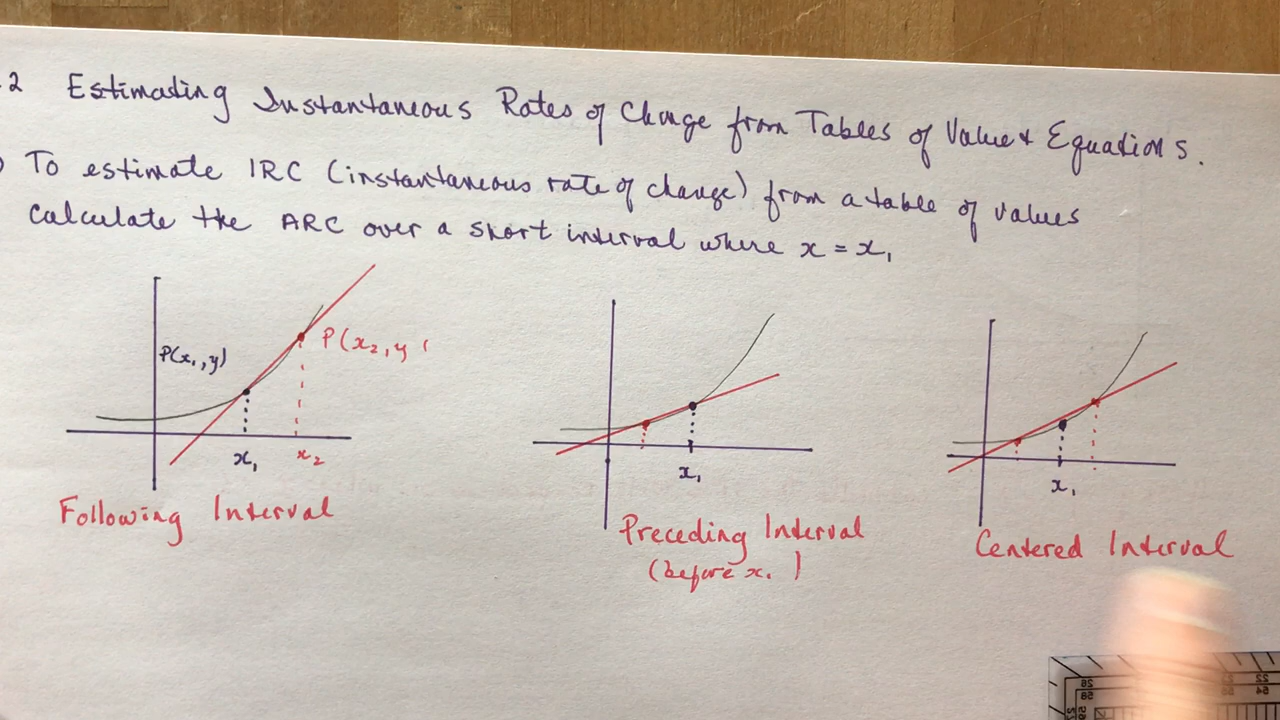 .2 Estimating Instantaneous Rates of Change from Tables of Values & Equations.
To estimate IRC (instantaneous rate of change) from a table of values
calculate the ARC over a short interval where x = x₁
P(x₁, y)
P(x₂, y
x₁
x₂
Following Interval
x₁
Preceding Interval
(before x₁)
x₁
Centered Interval